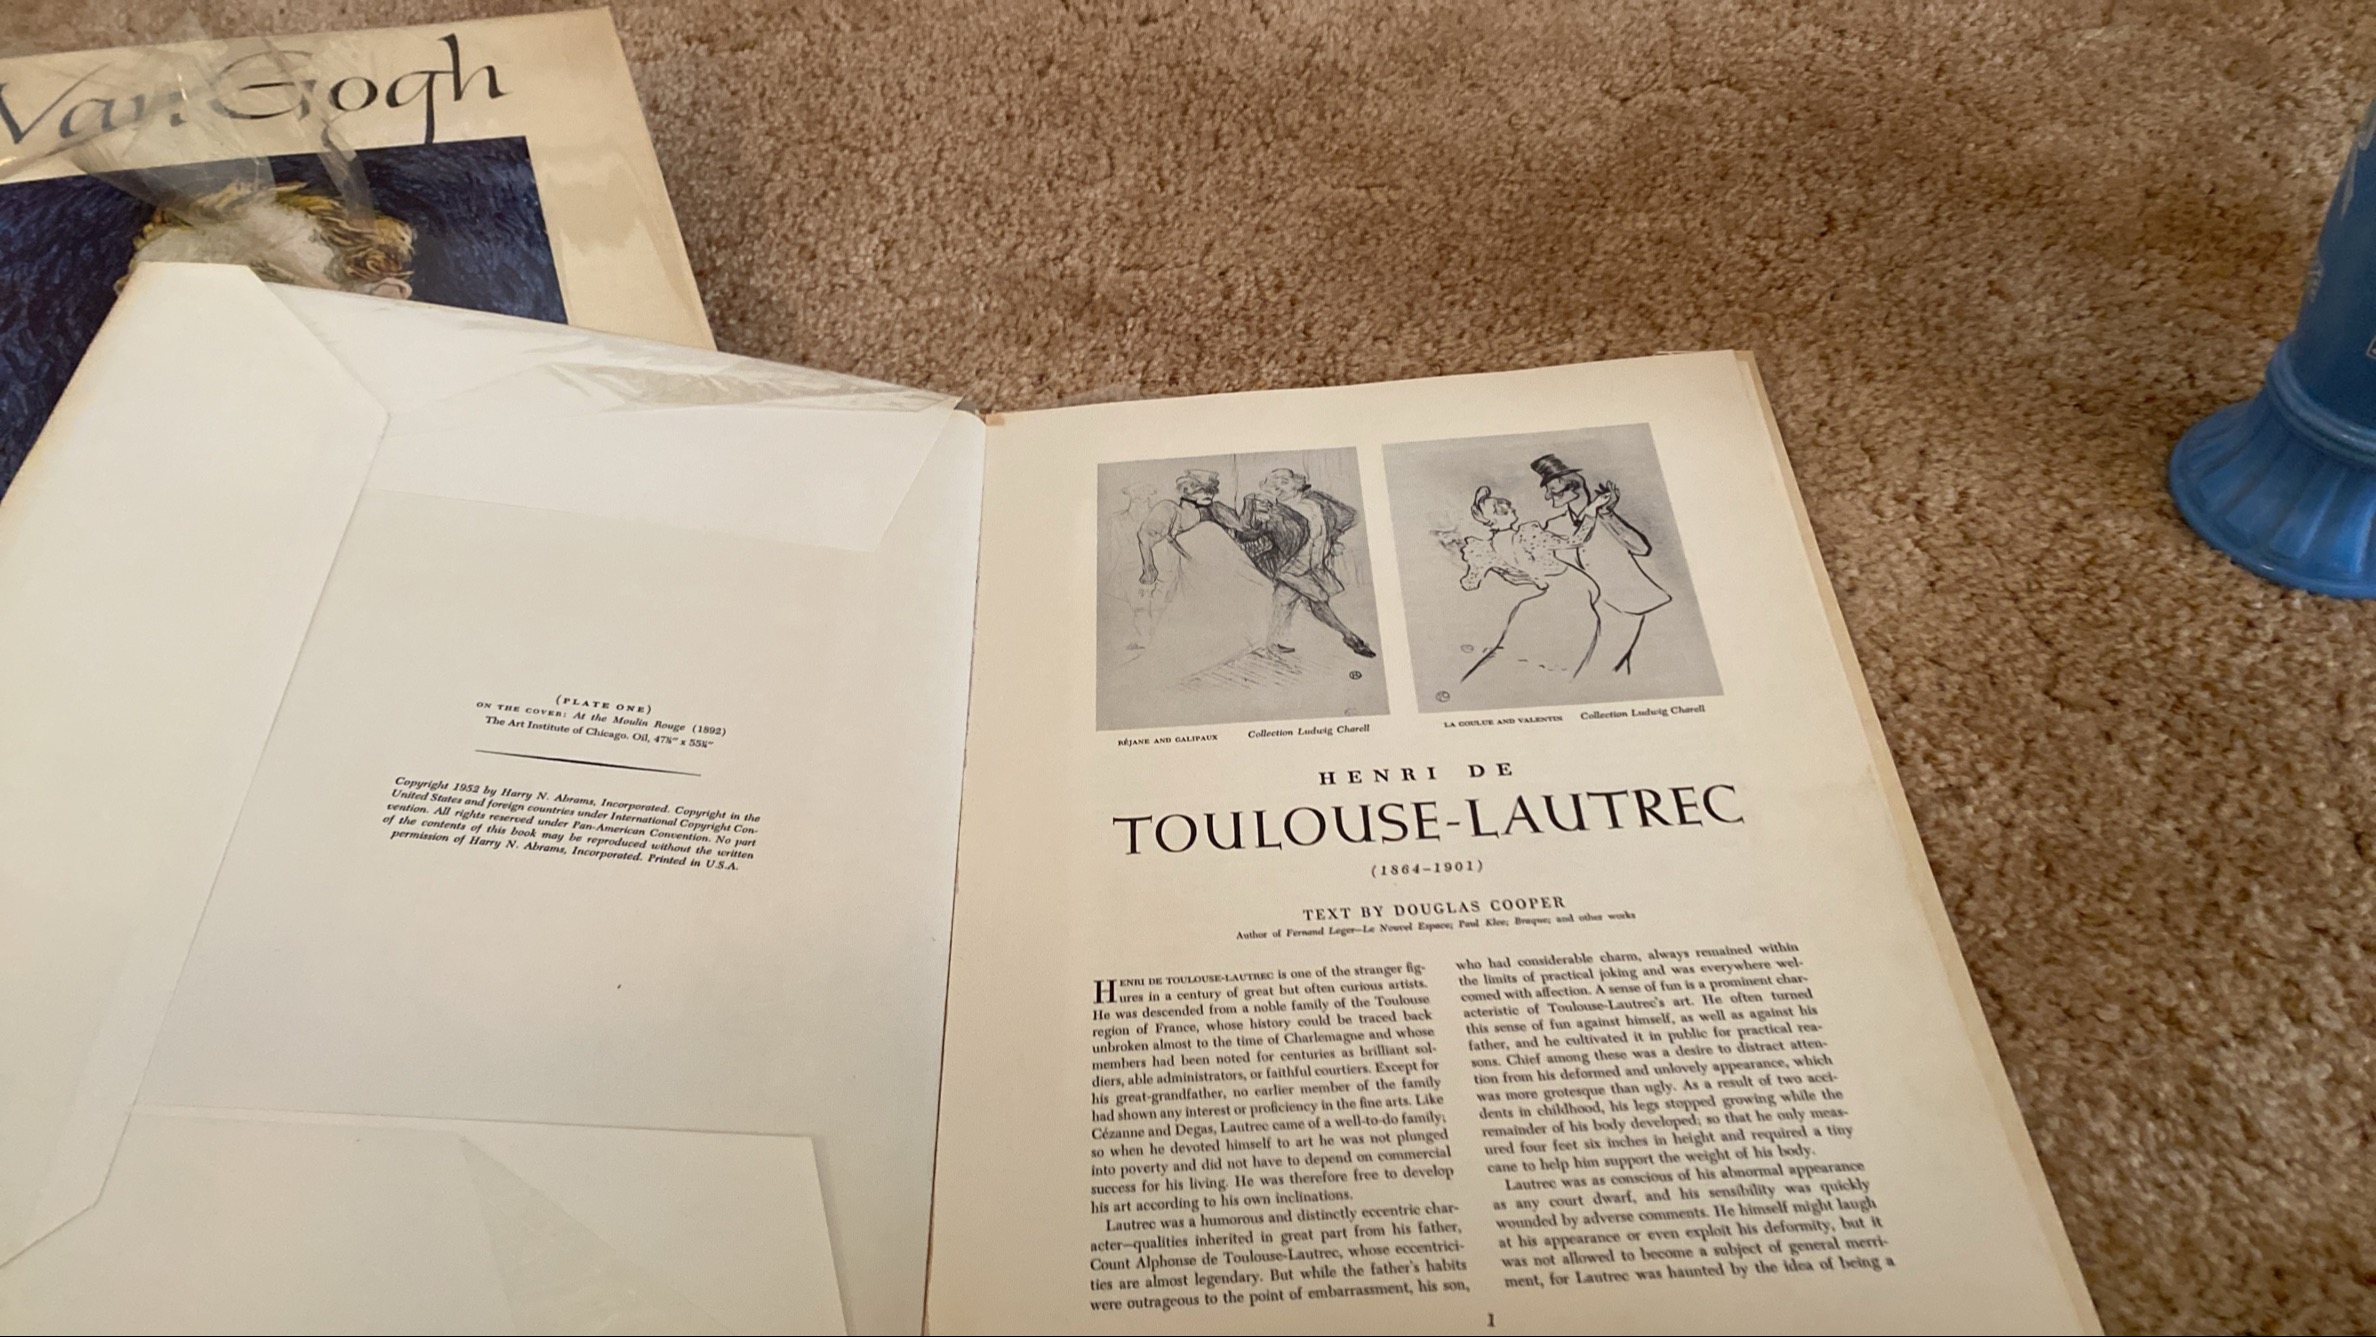 Van Gogh
(PLATE ONE)
ON THE COVER: At the Moulin Rouge (1892)
The Art Institute of Chicago. Oil, 47⅜" x 55¼"
Copyright 1952 by Harry N. Abrams, Incorporated. Copyright in the
United States and foreign countries under International Copyright Con-
vention. All rights reserved under Pan-American Convention. No part
of the contents of this book may be reproduced without the written
permission of Harry N. Abrams, Incorporated. Printed in U.S.A.
RÉJANE AND GALIPAUX Collection Ludwig Charell
LA GOULUE AND VALENTIN Collection Ludwig Charell
HENRI DE
TOULOUSE-LAUTREC
(1864–1901)
TEXT BY DOUGLAS COOPER
Author of Fernand Leger—Le Nouvel Espace; Paul Klee; Braque; and other works
HENRI DE TOULOUSE-LAUTREC is one of the stranger fig-
ures in a century of great but often curious artists.
He was descended from a noble family of the Toulouse
region of France, whose history could be traced back
unbroken almost to the time of Charlemagne and whose
members had been noted for centuries as brilliant sol-
diers, able administrators, or faithful courtiers. Except for
his great-grandfather, no earlier member of the family
had shown any interest or proficiency in the fine arts. Like
Cézanne and Degas, Lautrec came of a well-to-do family;
so when he devoted himself to art he was not plunged
into poverty and did not have to depend on commercial
success for his living. He was therefore free to develop
his art according to his own inclinations.
Lautrec was a humorous and distinctly eccentric char-
acter—qualities inherited in great part from his father,
Count Alphonse de Toulouse-Lautrec, whose eccentrici-
ties are almost legendary. But while the father's habits
were outrageous to the point of embarrassment, his son,
who had considerable charm, always remained within
the limits of practical joking and was everywhere wel-
comed with affection. A sense of fun is a prominent char-
acteristic of Toulouse-Lautrec's art. He often turned
this sense of fun against himself, as well as against his
father, and he cultivated it in public for practical rea-
sons. Chief among these was a desire to distract atten-
tion from his deformed and unlovely appearance, which
was more grotesque than ugly. As a result of two acci-
dents in childhood, his legs stopped growing while the
remainder of his body developed; so that he only meas-
ured four feet six inches in height and required a tiny
cane to help him support the weight of his body.
Lautrec was as conscious of his abnormal appearance
as any court dwarf, and his sensibility was quickly
wounded by adverse comments. He himself might laugh
at his appearance or even exploit his deformity, but it
was not allowed to become a subject of general merri-
ment, for Lautrec was haunted by the idea of being a
1